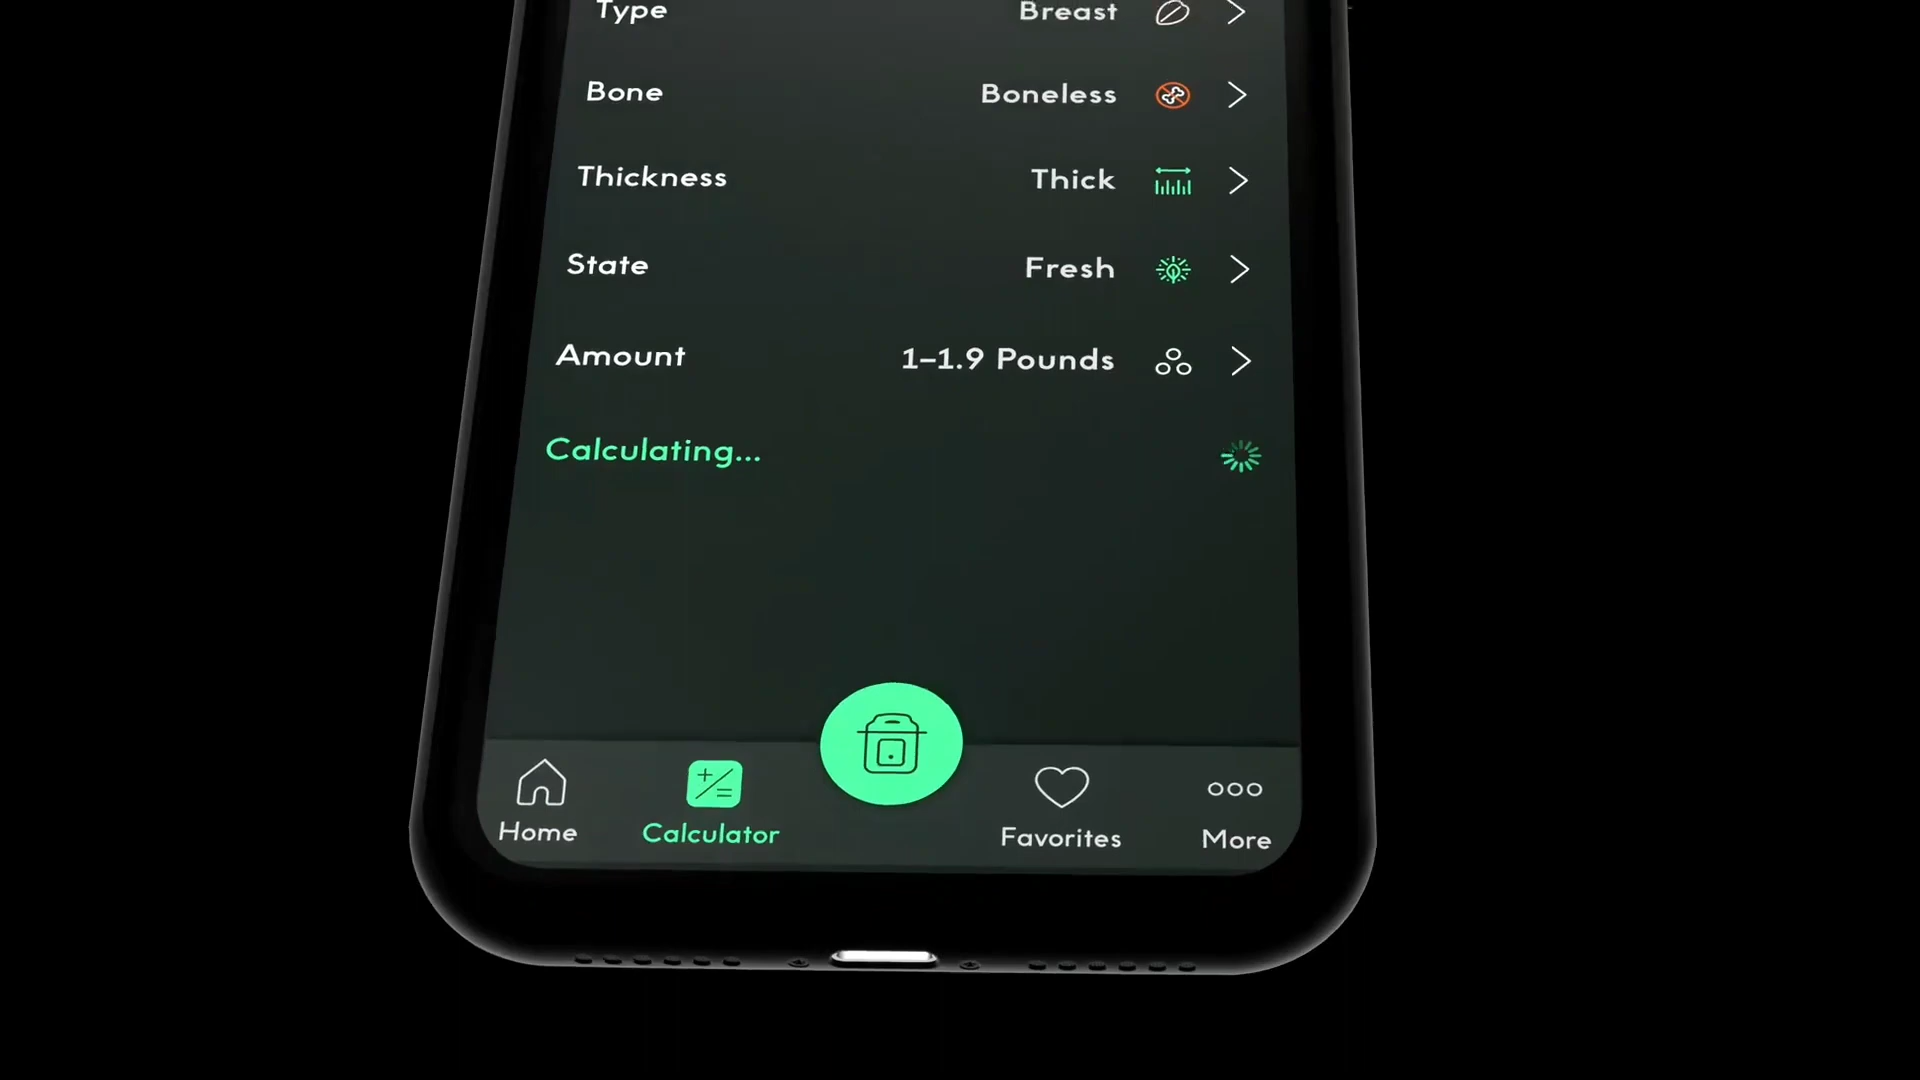 Type Breast
Bone Boneless
Thickness Thick
State Fresh
Amount 1–1.9 Pounds
Calculating...
Home Calculator Favorites More